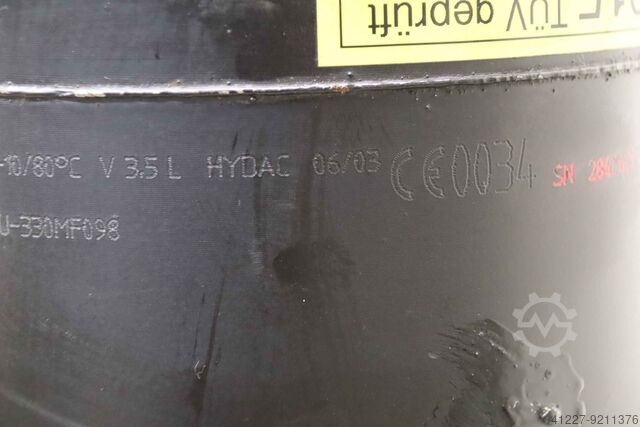 TÜV geprüft
-10/80°C V 3.5 L HYDAC 06/03 CE0034 SN
U-330MF098
41227-9211376